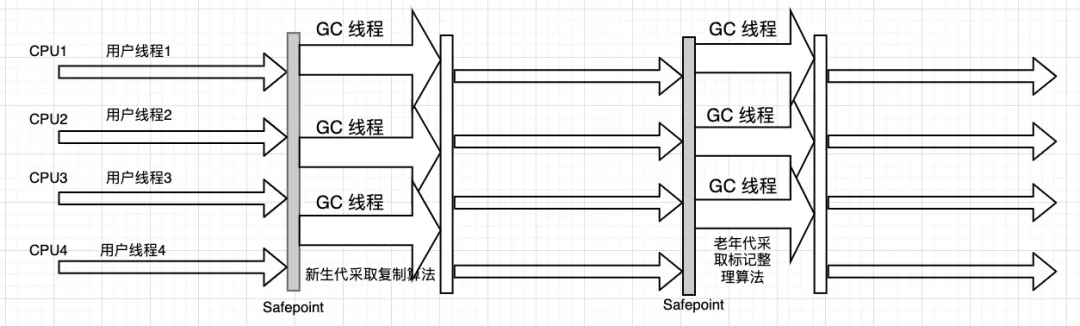 GC 线程
GC 线程
CPU1 用户线程1
CPU2 用户线程2
GC 线程
GC 线程
CPU3 用户线程3
GC 线程
GC 线程
CPU4 用户线程4
新生代采取复制算法
老年代采
取标记整
理算法
Safepoint
Safepoint